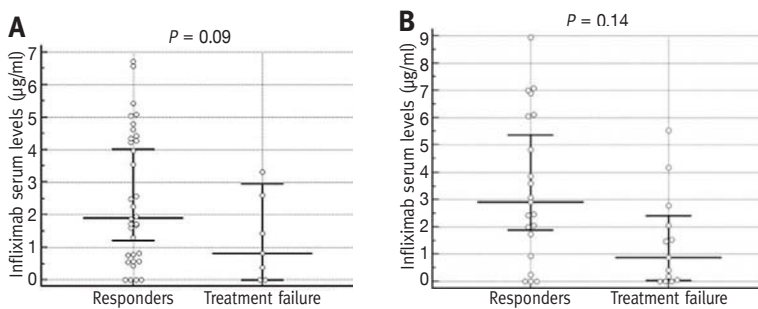 A
P = 0.09
Infliximab serum levels (µg/ml)
7
6
5
4
3
2
1
0
Responders Treatment failure
B
P = 0.14
Infliximab serum levels (µg/ml)
9
8
7
6
5
4
3
2
1
0
Responders Treatment failure